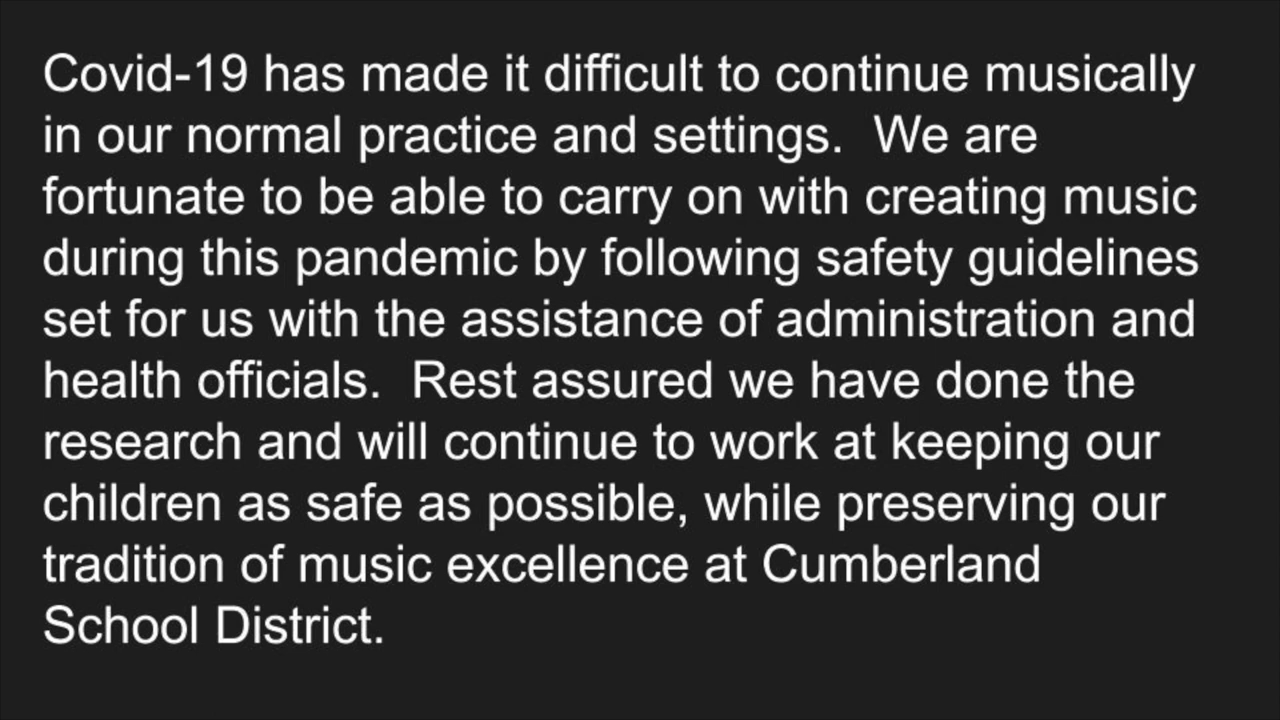 Covid-19 has made it difficult to continue musically
in our normal practice and settings.  We are
fortunate to be able to carry on with creating music
during this pandemic by following safety guidelines
set for us with the assistance of administration and
health officials.  Rest assured we have done the
research and will continue to work at keeping our
children as safe as possible, while preserving our
tradition of music excellence at Cumberland
School District.